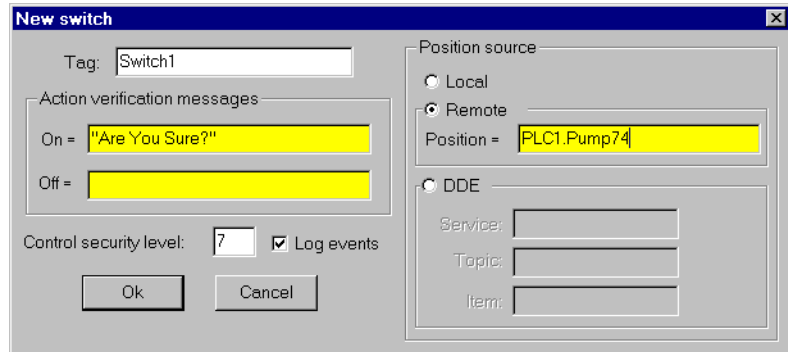 New switch
Tag: Switch1
Action verification messages
On = "Are You Sure?"
Off =
Control security level: 7 Log events
Ok Cancel
Position source
Local
Remote
Position = PLC1.Pump74
DDE
Service:
Topic:
Item: